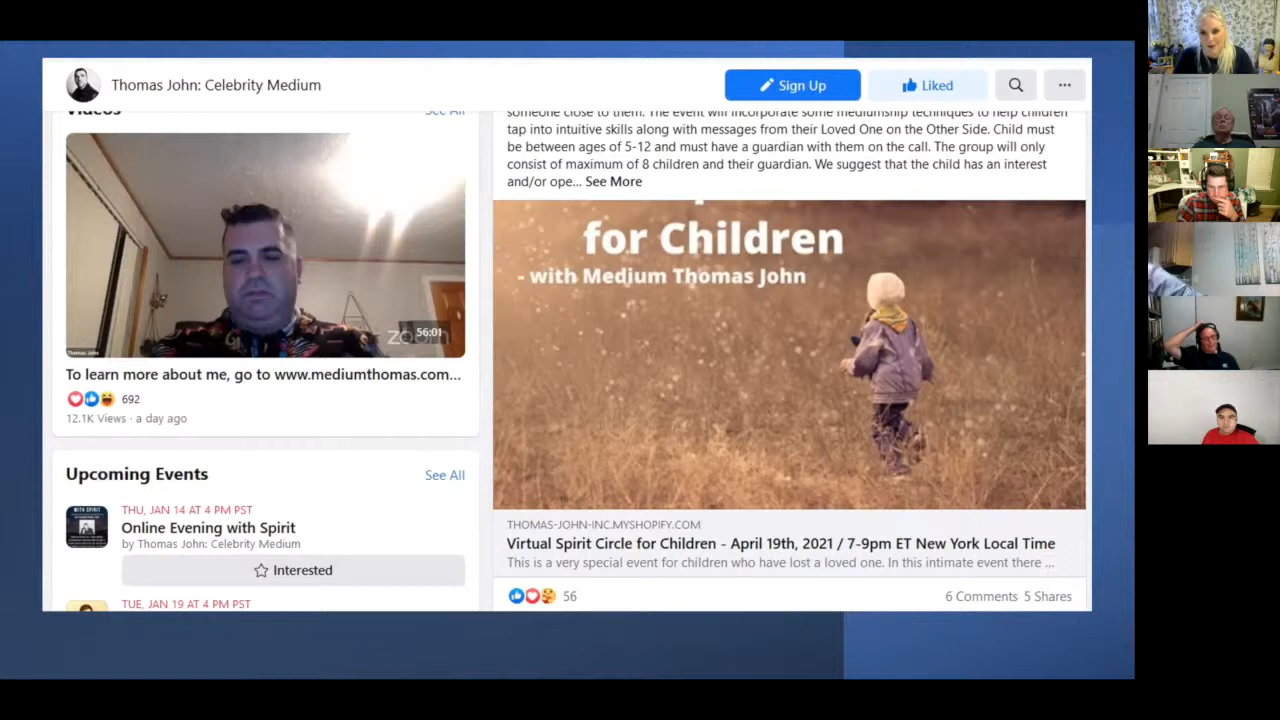 Thomas John: Celebrity Medium
Sign Up
Liked
Videos
See All
ZOOM
56:01
Thomas John
To learn more about me, go to www.mediumthomas.com...
692
12.1K Views · a day ago
Upcoming Events
See All
WITH SPIRIT
THU, JAN 14 AT 4 PM PST
Online Evening with Spirit
by Thomas John: Celebrity Medium
Interested
TUE, JAN 19 AT 4 PM PST
someone close to them. The event will incorporate some mediumship techniques to help children
tap into intuitive skills along with messages from their Loved One on the Other Side. Child must
be between ages of 5-12 and must have a guardian with them on the call. The group will only
consist of maximum of 8 children and their guardian. We suggest that the child has an interest
and/or ope... See More
for Children
- with Medium Thomas John
THOMAS-JOHN-INC.MYSHOPIFY.COM
Virtual Spirit Circle for Children - April 19th, 2021 / 7-9pm ET New York Local Time
This is a very special event for children who have lost a loved one. In this intimate event there ...
56
6 Comments 5 Shares